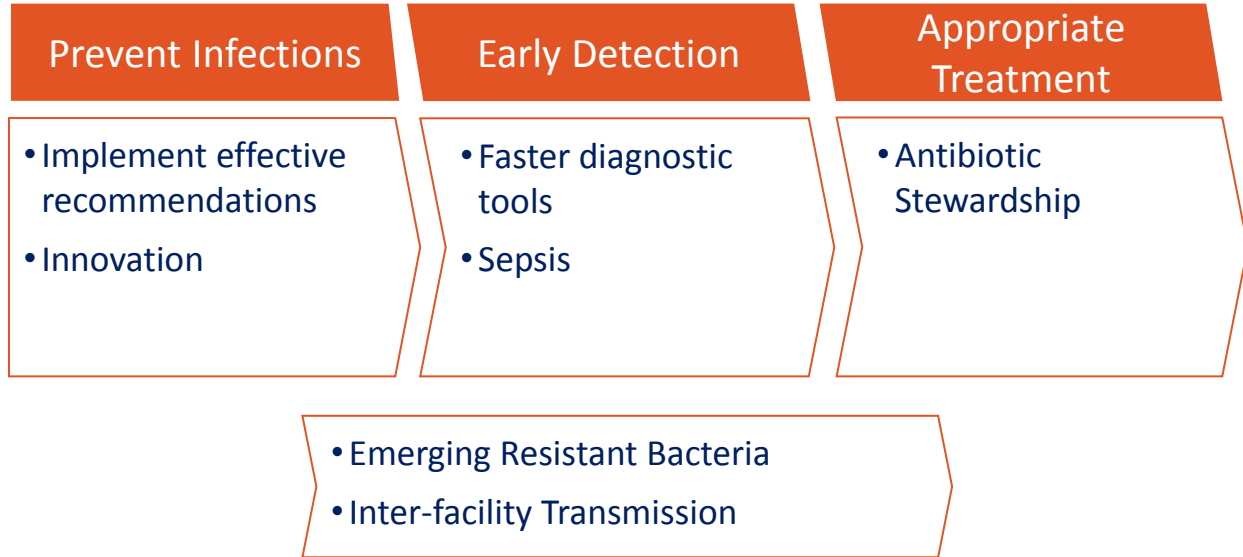 Prevent Infections
Early Detection
Appropriate
Treatment
• Implement effective
recommendations
• Innovation
• Faster diagnostic
tools
• Sepsis
• Antibiotic
Stewardship
• Emerging Resistant Bacteria
• Inter-facility Transmission